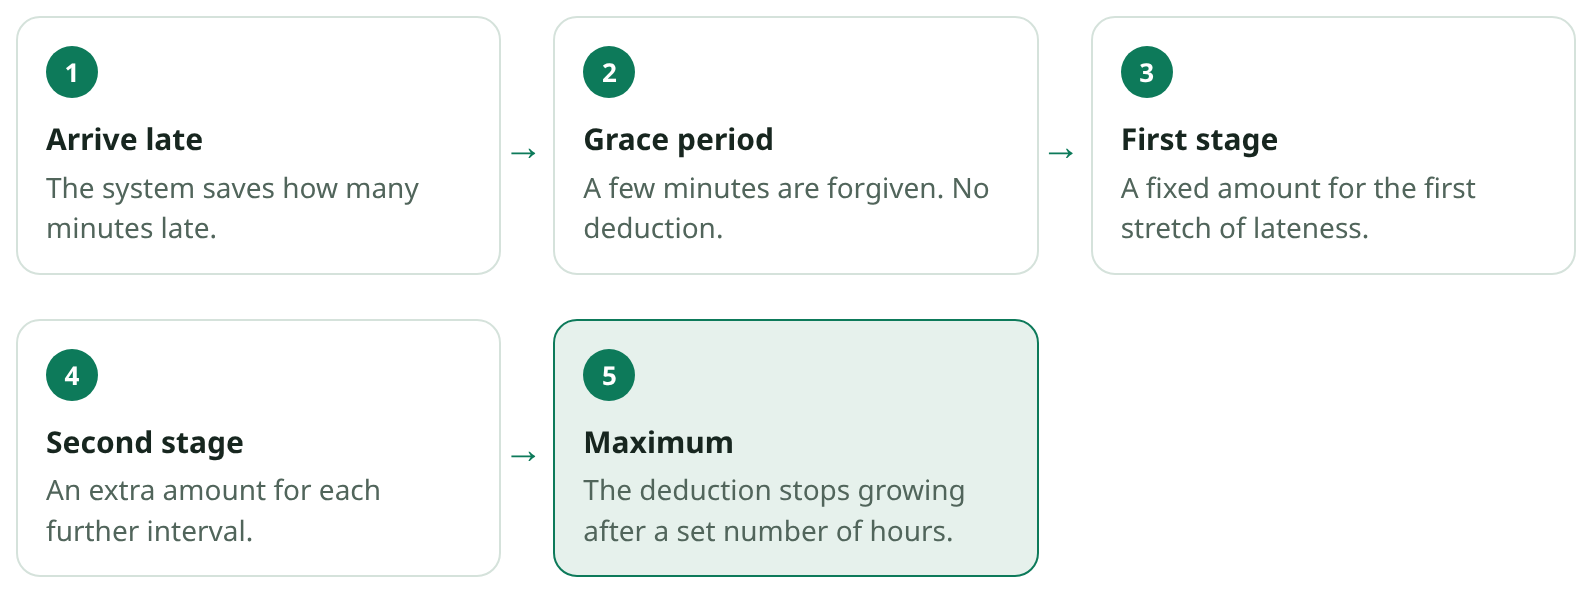 1
Arrive late
The system saves how many
minutes late.
→
2
Grace period
A few minutes are forgiven. No
deduction.
→
3
First stage
A fixed amount for the first
stretch of lateness.
4
Second stage
An extra amount for each
further interval.
→
5
Maximum
The deduction stops growing
after a set number of hours.